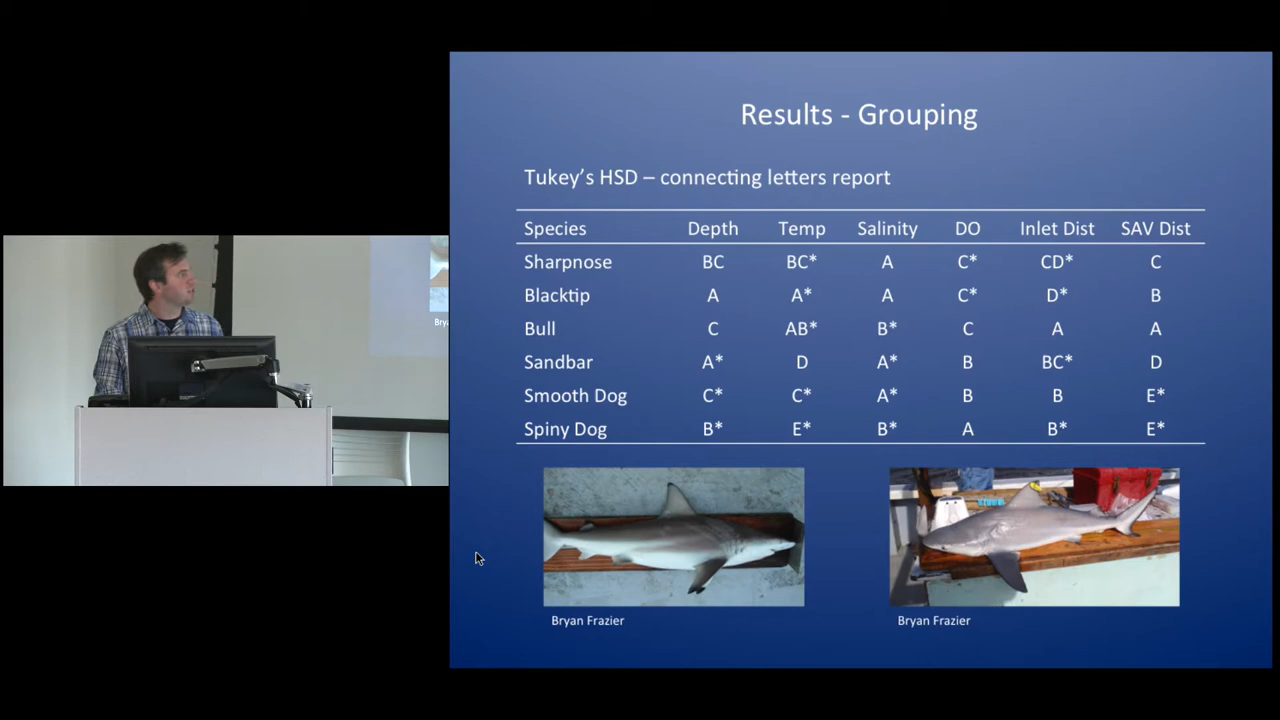 Results - Grouping
Tukey's HSD – connecting letters report
Species Depth Temp Salinity DO Inlet Dist SAV Dist
Sharpnose BC BC* A C* CD* C
Blacktip A A* A C* D* B
Bull C AB* B* C A A
Sandbar A* D A* B BC* D
Smooth Dog C* C* A* B B E*
Spiny Dog B* E* B* A B* E*
Bryan Frazier
Bryan Frazier
Brya